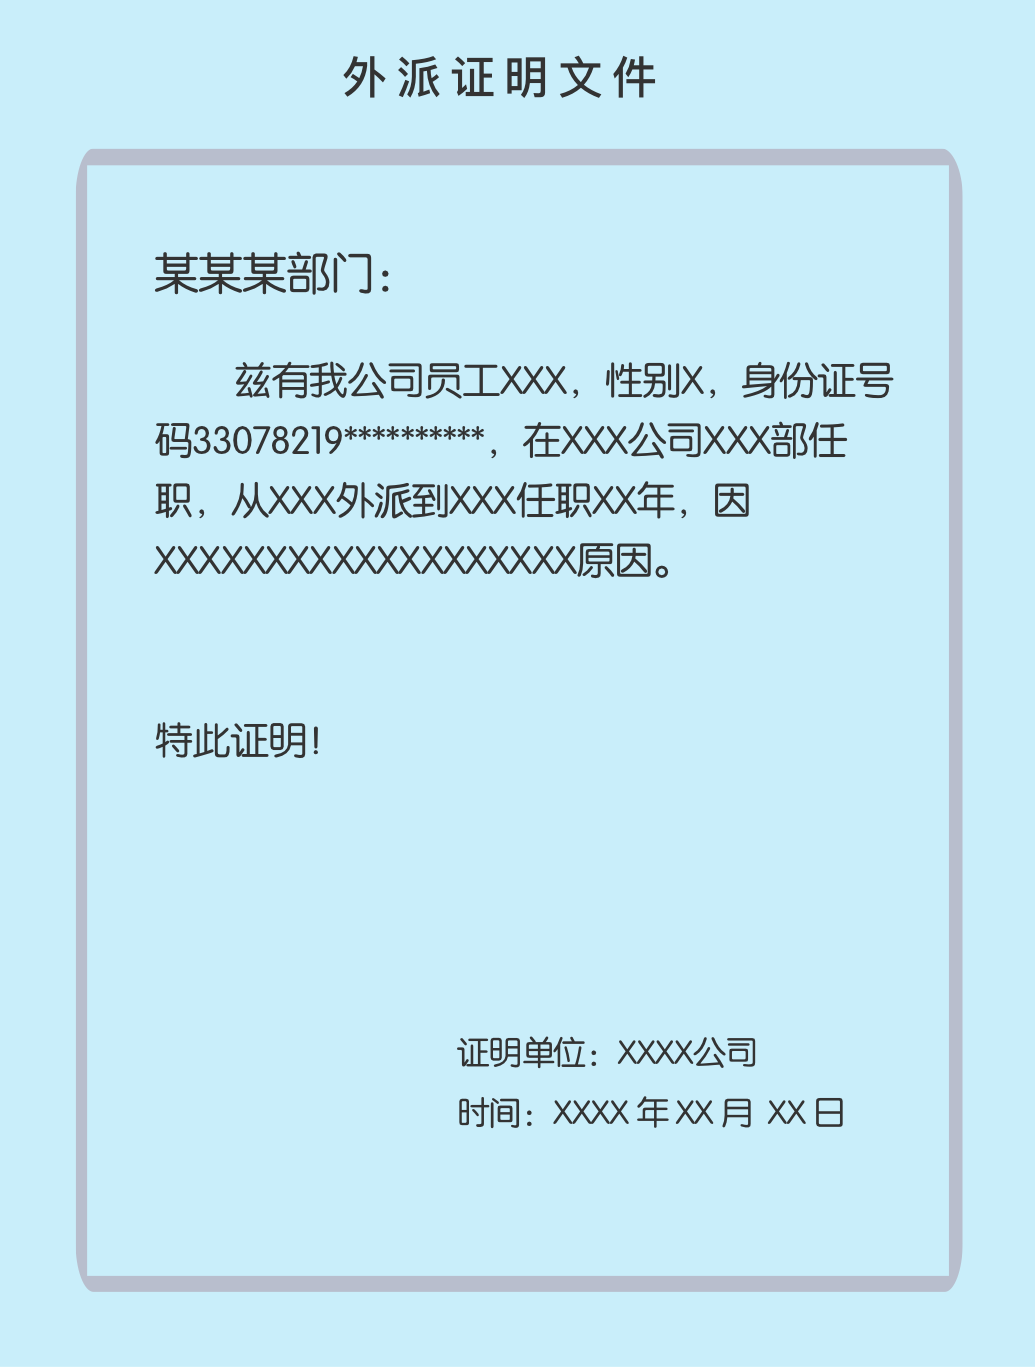 外派证明文件
某某某部门：
兹有我公司员工XXX，性别X，身份证号
码33078219**********，在XXX公司XXX部任
职，从XXX外派到XXX任职XX年，因
XXXXXXXXXXXXXXXXXXX原因。
特此证明！
证明单位：XXXX公司
时间：XXXX 年 XX 月 XX 日